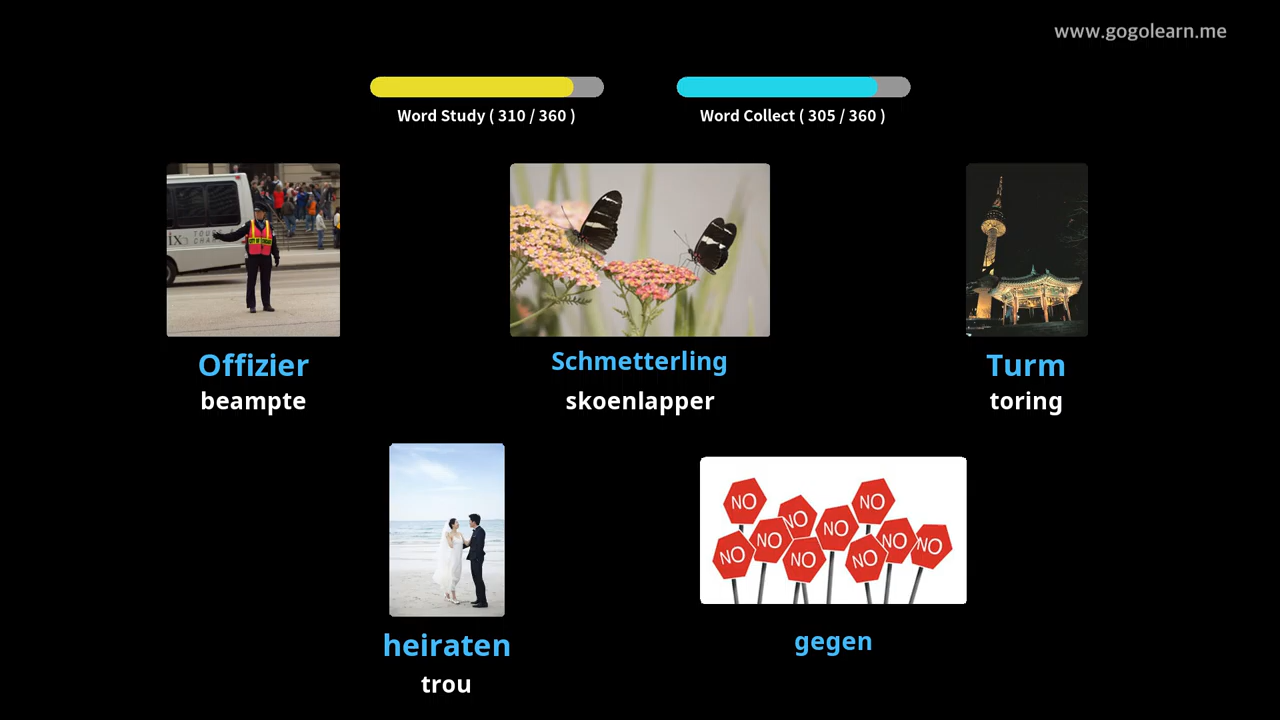 www.gogolearn.me
Word Study ( 310 / 360 )
Word Collect ( 305 / 360 )
Offizier
beampte
Schmetterling
skoenlapper
Turm
toring
heiraten
trou
NO
NO
NO
NO
NO
NO
NO
NO
NO
NO
gegen